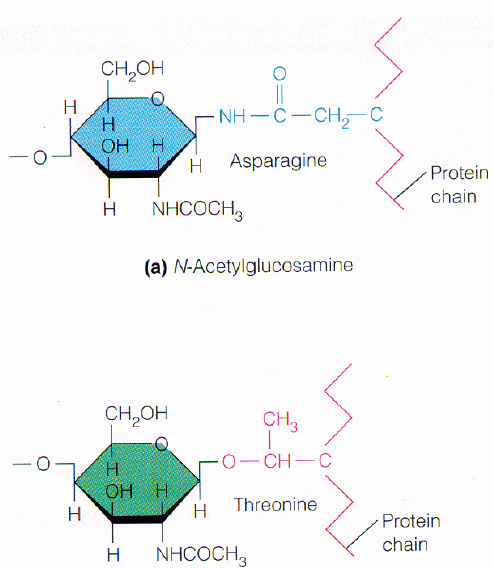 CH₂OH
O
H
H
OH H
H
O
H
NHCOCH₃
NH — C — CH₂ — C
O
Asparagine
Protein
chain
(a) N-Acetylglucosamine
CH₂OH
O
CH₃
O
H
O — CH — C
OH H
H
H
Threonine
H
NHCOCH₃
Protein
chain